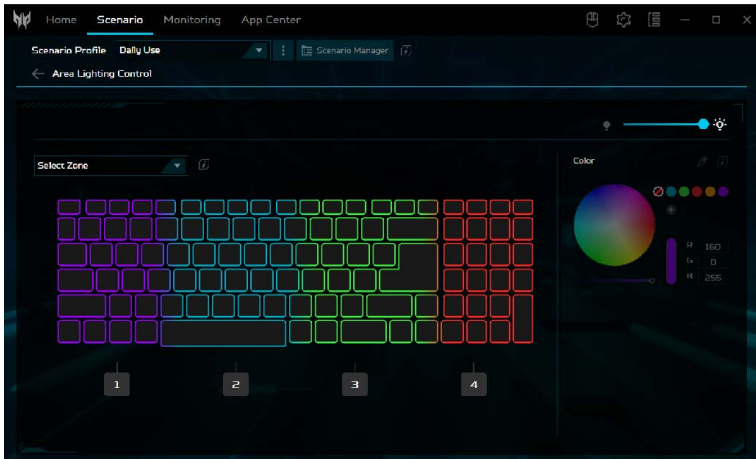 Home Scenario Monitoring App Center
Scenario Profile Daily Use Scenario Manager
Area Lighting Control
Select Zone
Color
R 160
G 0
255
1 2 3 4